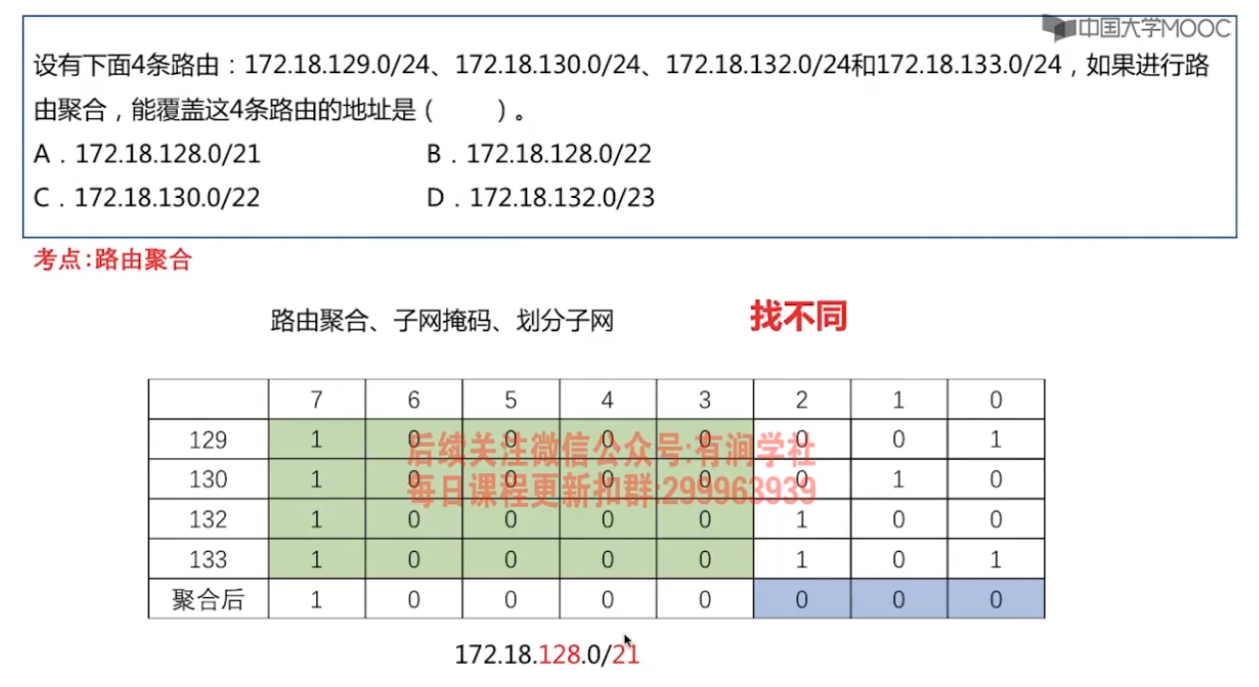 中国大学MOOC
设有下面4条路由：172.18.129.0/24、172.18.130.0/24、172.18.132.0/24和172.18.133.0/24，如果进行路
由聚合，能覆盖这4条路由的地址是（　　）。
A．172.18.128.0/21 B．172.18.128.0/22
C．172.18.130.0/22 D．172.18.132.0/23
考点:路由聚合
路由聚合、子网掩码、划分子网 找不同
7 6 5 4 3 2 1 0
129 1 0 0 0 0 0 0 1
后续关注微信公众号:有涧学社
130 1 0 0 0 0 0 1 0
每日课程更新扣群:299963939
132 1 0 0 0 0 1 0 0
133 1 0 0 0 0 1 0 1
聚合后 1 0 0 0 0 0 0 0
172.18.128.0/21